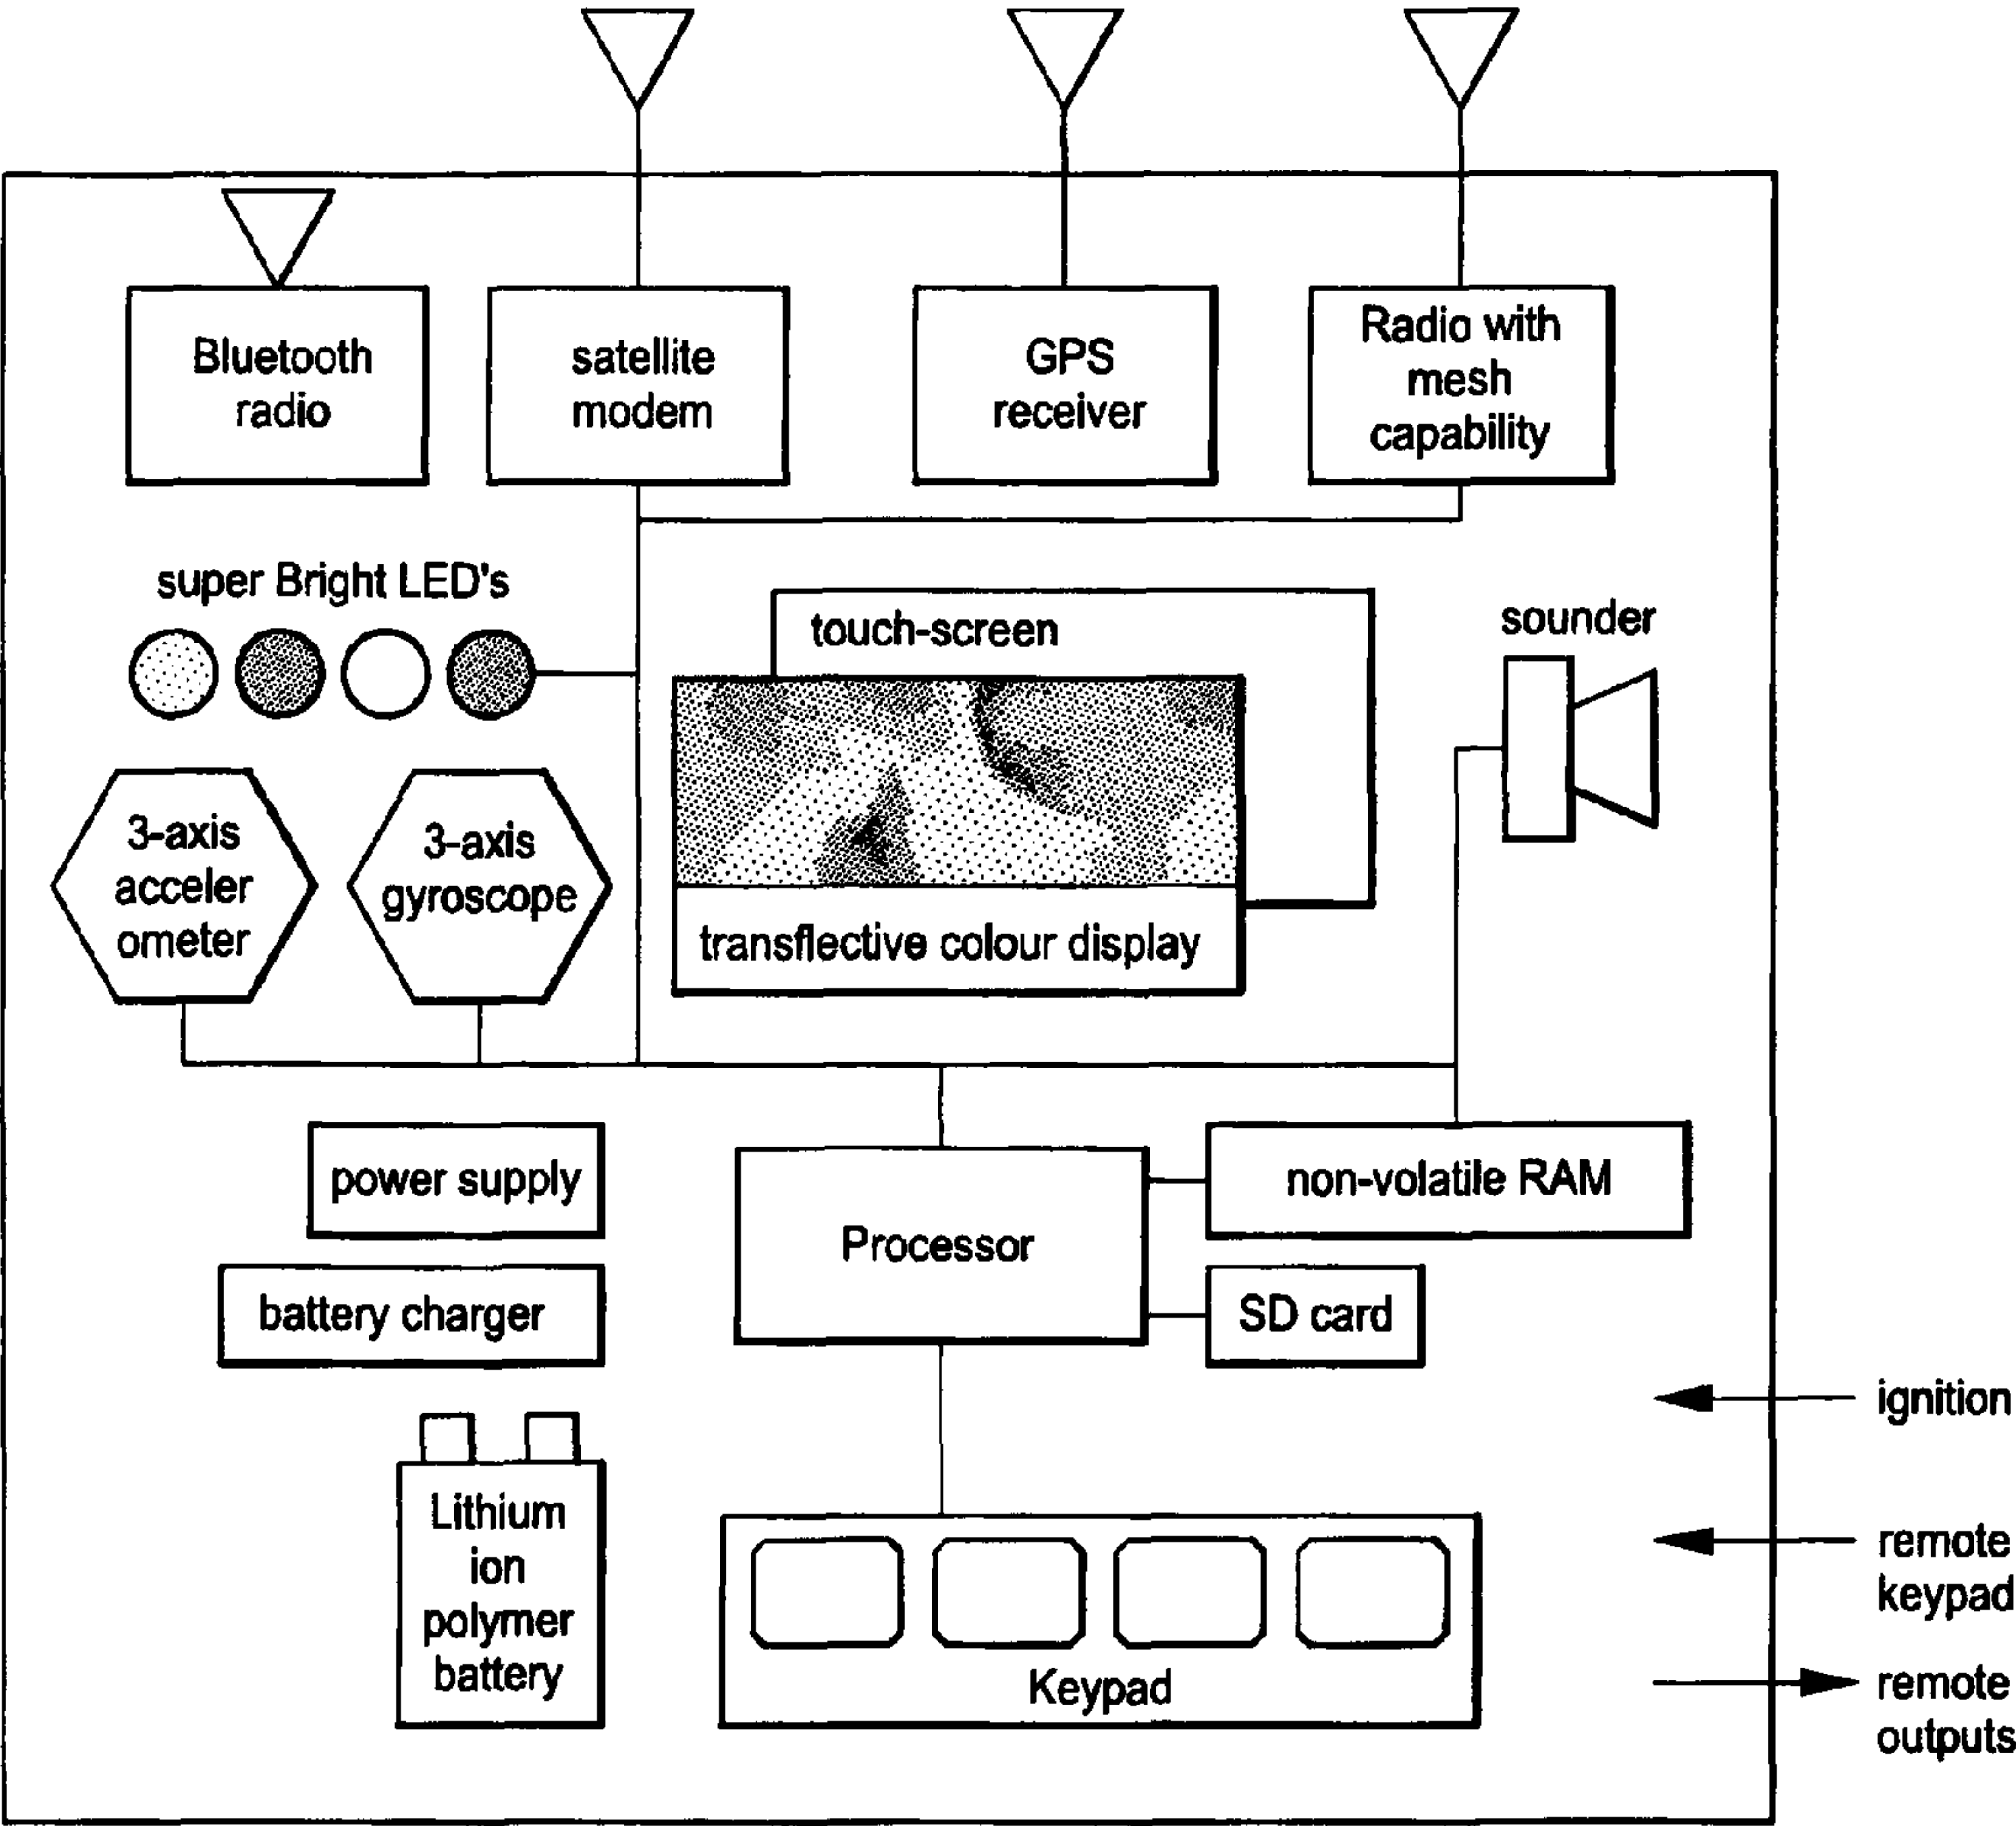 Bluetooth
radio
satellite
modem
GPS
receiver
Radio with
mesh
capability
super Bright LED's
touch-screen
sounder
3-axis
acceler
ometer
3-axis
gyroscope
transflective colour display
power supply
Processor
non-volatile RAM
battery charger
SD card
ignition
Lithium
ion
polymer
battery
remote
keypad
Keypad
remote
outputs